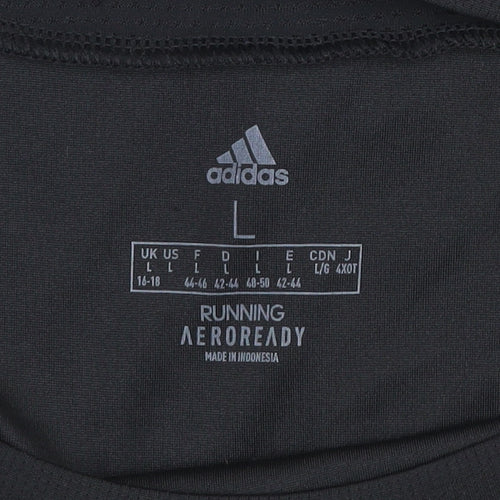 adidas
L
UK US F D I E CDN J
L L L L L L L/G 4XOT
16-18 44-46 42-44 48-50 42-44
RUNNING
AEROREADY
MADE IN INDONESIA